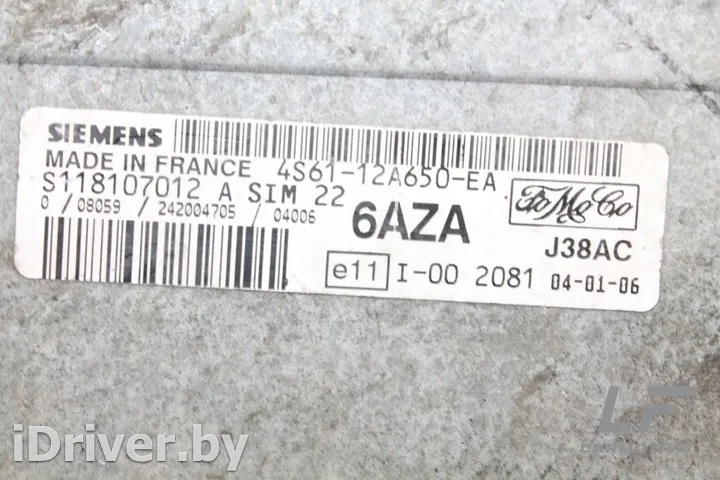 SIEMENS
MADE IN FRANCE 4S61-12A650-EA
S118107012 A SIM 22
0 / 08059 / 242004705 / 04006
6AZA
FoMoCo
J38AC
e11 I-00 2081 04-01-06
LF
iDriver.by